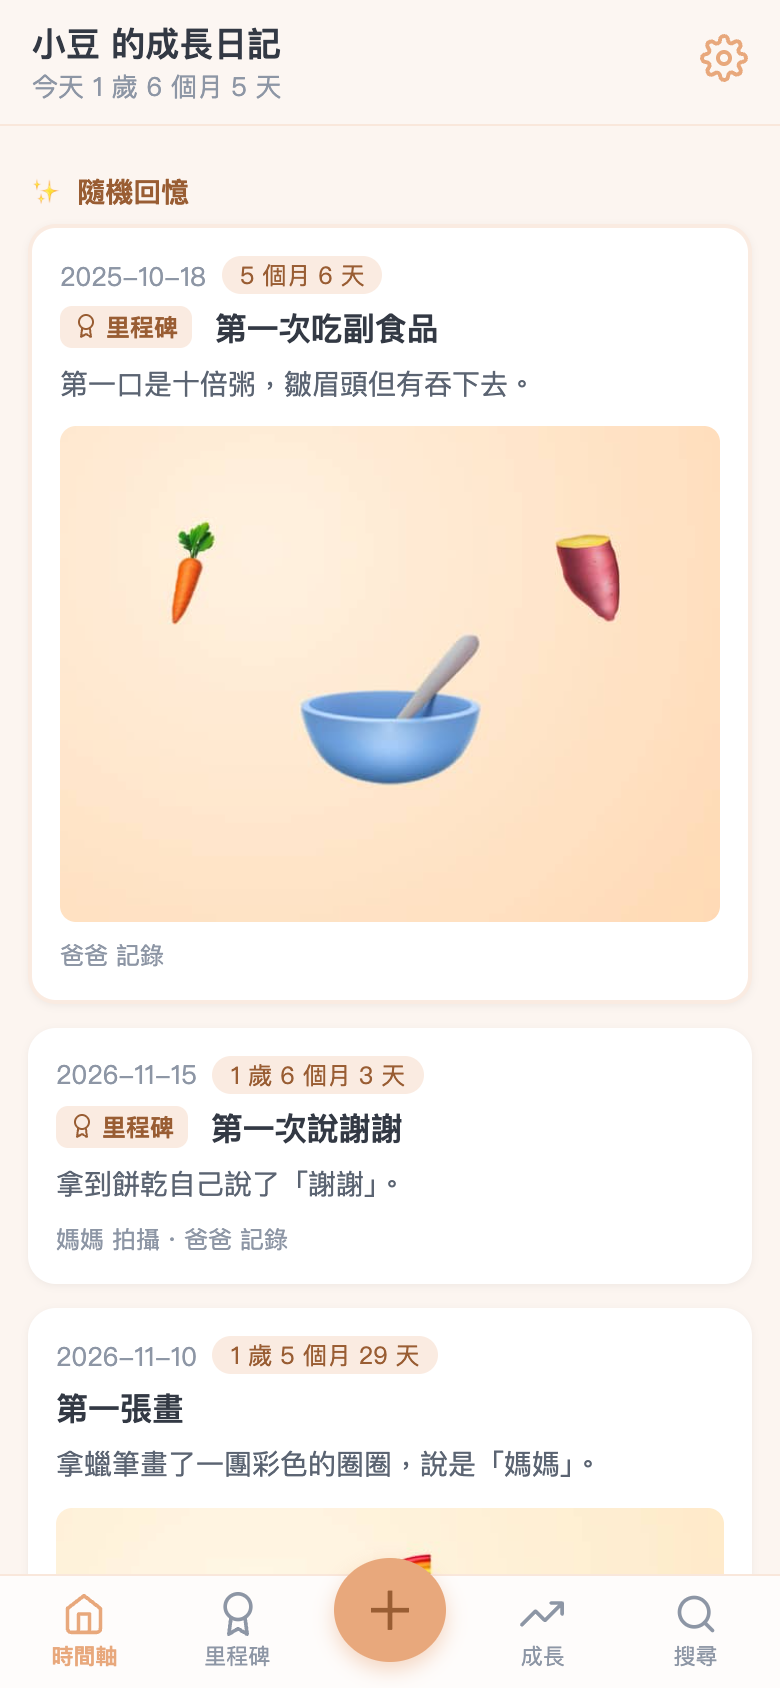 小豆 的成長日記
今天 1 歲 6 個月 5 天
✨ 隨機回憶
2025-10-18 5 個月 6 天
里程碑 第一次吃副食品
第一口是十倍粥，皺眉頭但有吞下去。
爸爸 記錄
2026-11-15 1 歲 6 個月 3 天
里程碑 第一次說謝謝
拿到餅乾自己說了「謝謝」。
媽媽 拍攝 · 爸爸 記錄
2026-11-10 1 歲 5 個月 29 天
第一張畫
拿蠟筆畫了一團彩色的圈圈，說是「媽媽」。
時間軸 里程碑 成長 搜尋